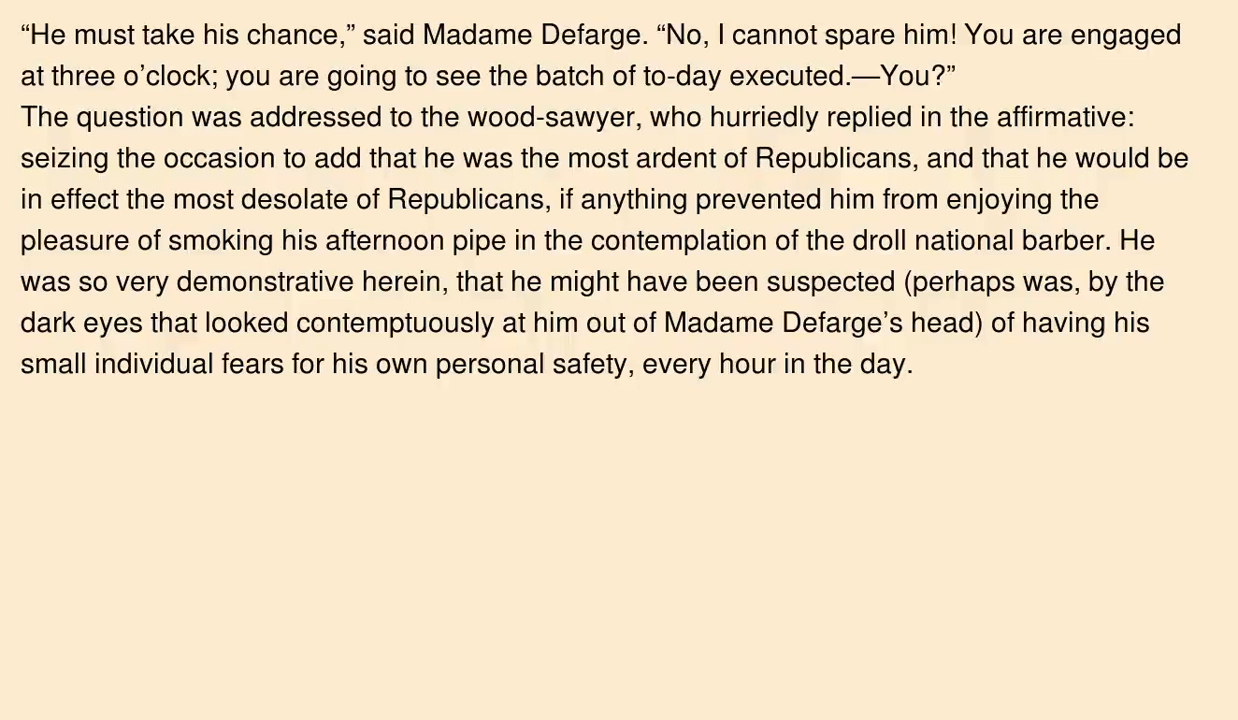 “He must take his chance,” said Madame Defarge. “No, I cannot spare him! You are engaged
at three o’clock; you are going to see the batch of to-day executed.—You?”
The question was addressed to the wood-sawyer, who hurriedly replied in the affirmative:
seizing the occasion to add that he was the most ardent of Republicans, and that he would be
in effect the most desolate of Republicans, if anything prevented him from enjoying the
pleasure of smoking his afternoon pipe in the contemplation of the droll national barber. He
was so very demonstrative herein, that he might have been suspected (perhaps was, by the
dark eyes that looked contemptuously at him out of Madame Defarge’s head) of having his
small individual fears for his own personal safety, every hour in the day.